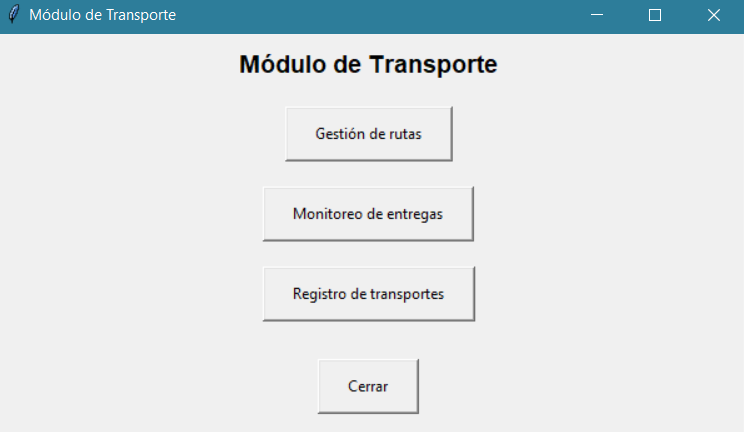 Módulo de Transporte
Módulo de Transporte
Gestión de rutas
Monitoreo de entregas
Registro de transportes
Cerrar